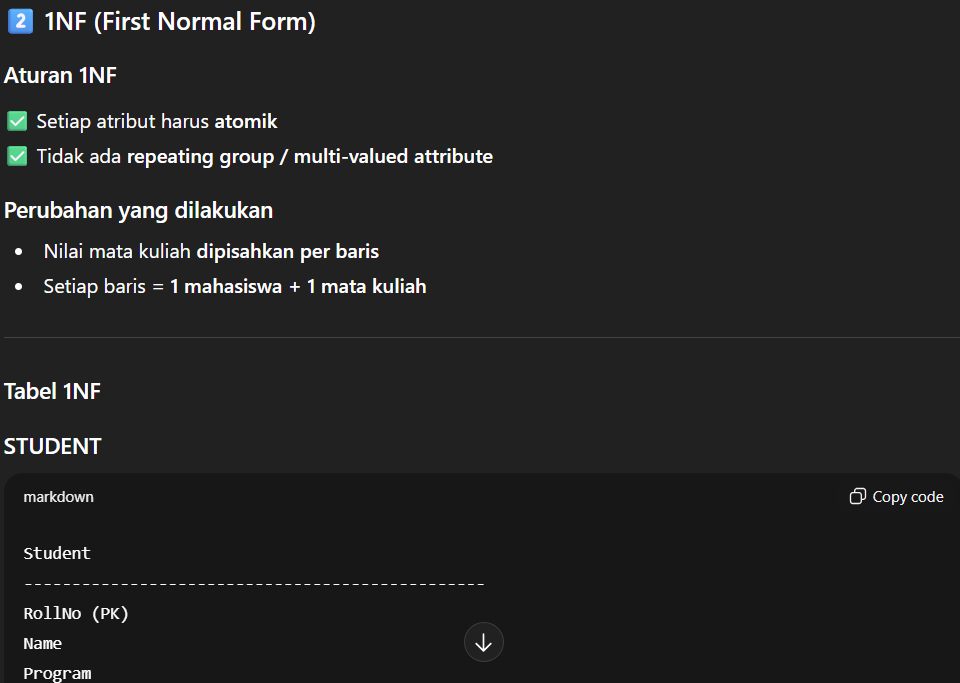 2 1NF (First Normal Form)
Aturan 1NF
✅ Setiap atribut harus atomik
✅ Tidak ada repeating group / multi-valued attribute
Perubahan yang dilakukan
• Nilai mata kuliah dipisahkan per baris
• Setiap baris = 1 mahasiswa + 1 mata kuliah
Tabel 1NF
STUDENT
markdown Copy code
Student
------------------------------------------------
RollNo (PK)
Name
Program